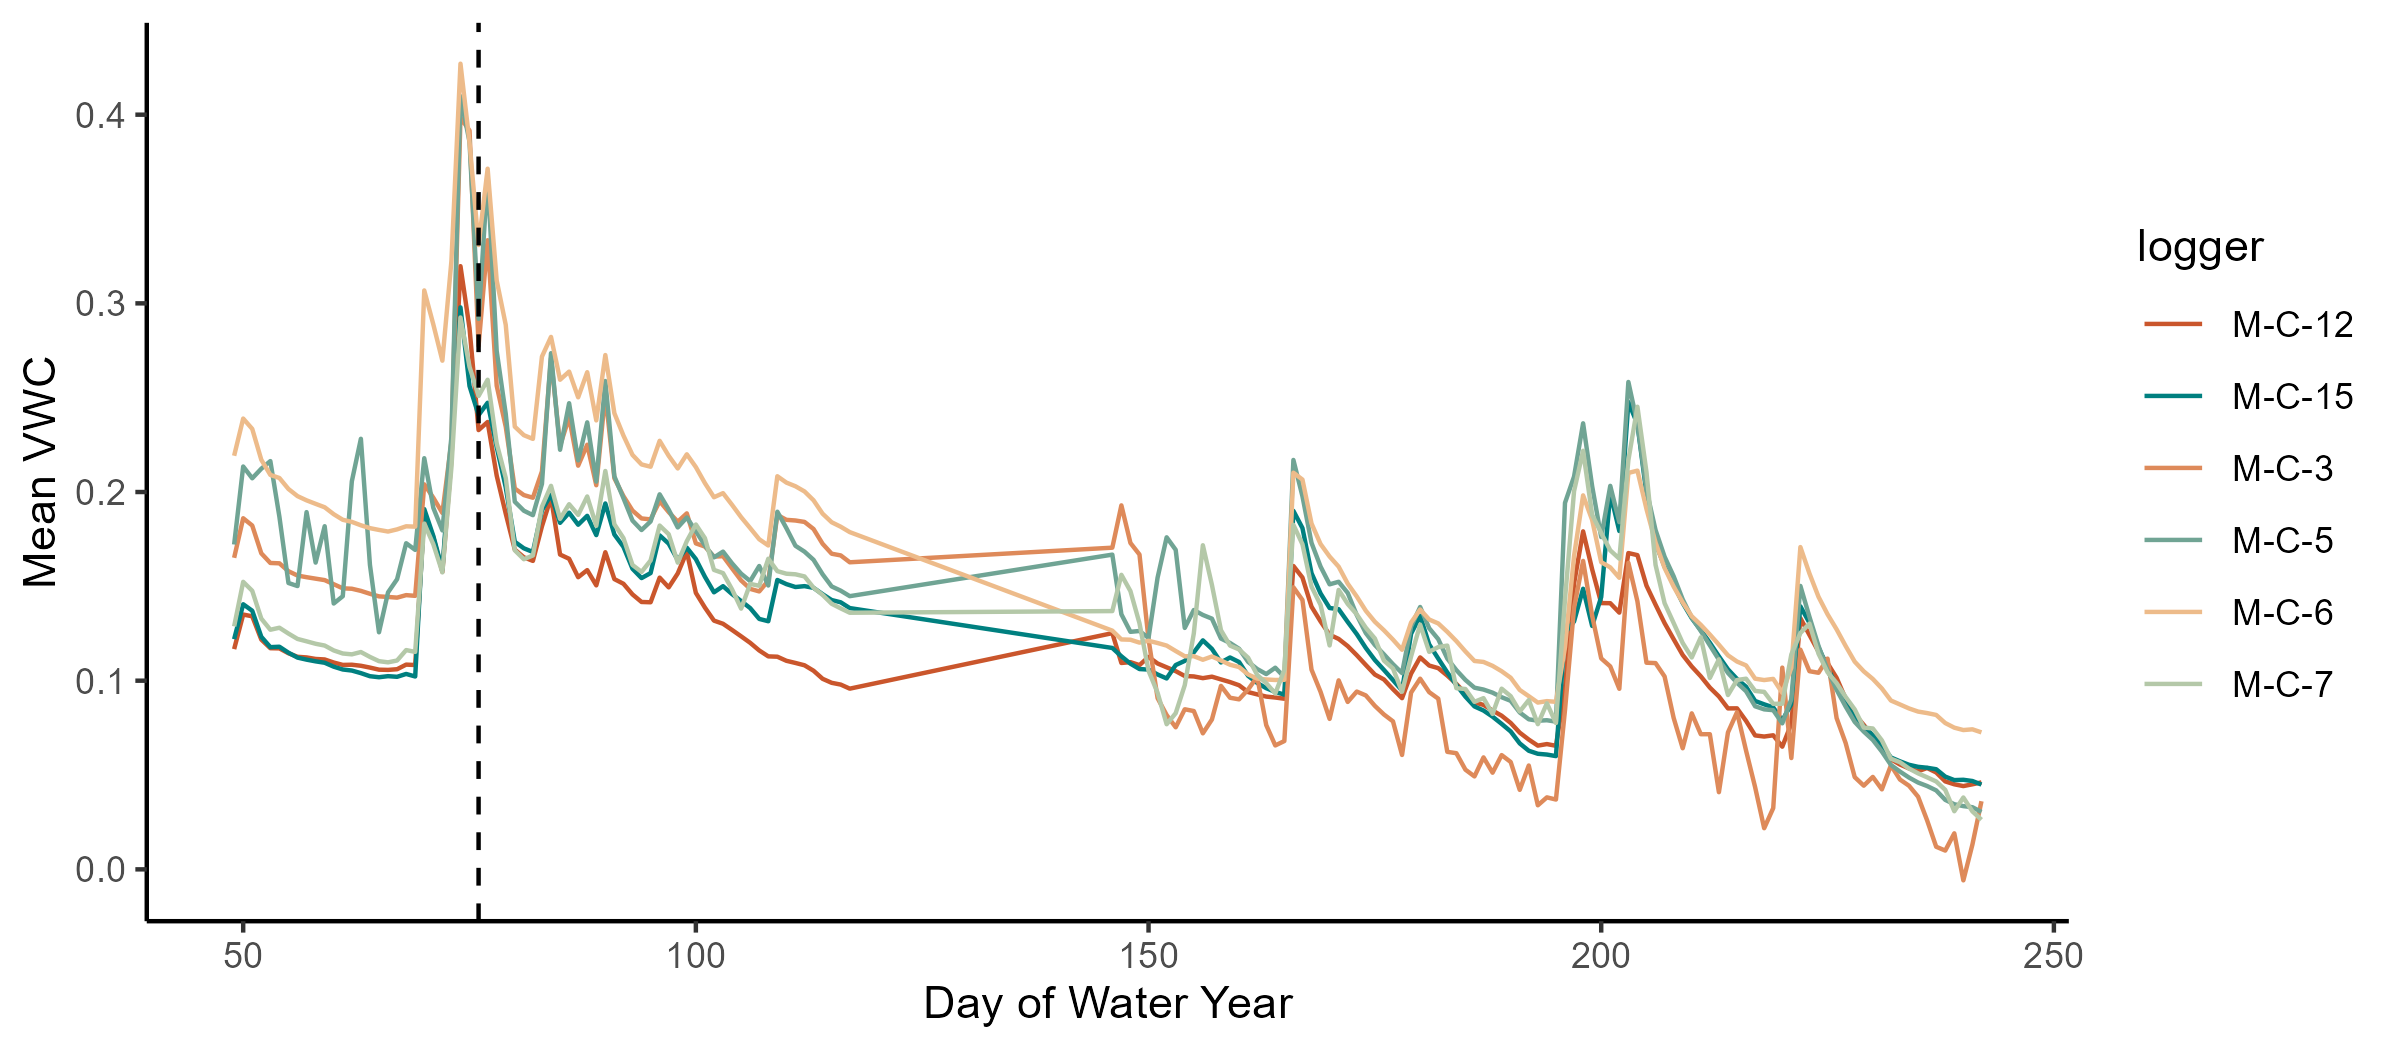 Mean VWC
0.4
0.3
0.2
0.1
0.0
50 100 150 200 250
Day of Water Year
logger
M-C-12
M-C-15
M-C-3
M-C-5
M-C-6
M-C-7